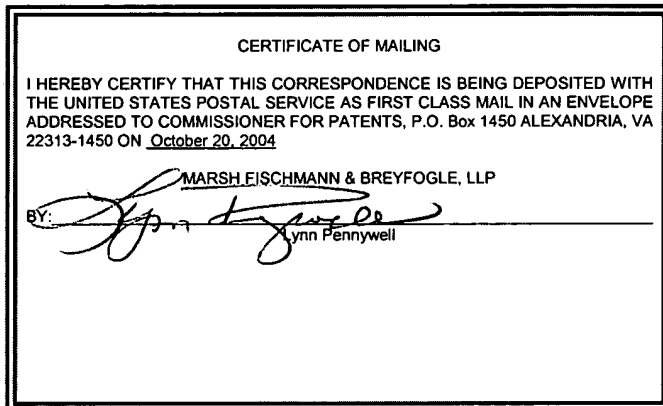 CERTIFICATE OF MAILING
I HEREBY CERTIFY THAT THIS CORRESPONDENCE IS BEING DEPOSITED WITH
THE UNITED STATES POSTAL SERVICE AS FIRST CLASS MAIL IN AN ENVELOPE
ADDRESSED TO COMMISSIONER FOR PATENTS, P.O. Box 1450 ALEXANDRIA, VA
22313-1450 ON October 20, 2004
MARSH FISCHMANN & BREYFOGLE, LLP
BY: Lynn Pennywell
Lynn Pennywell